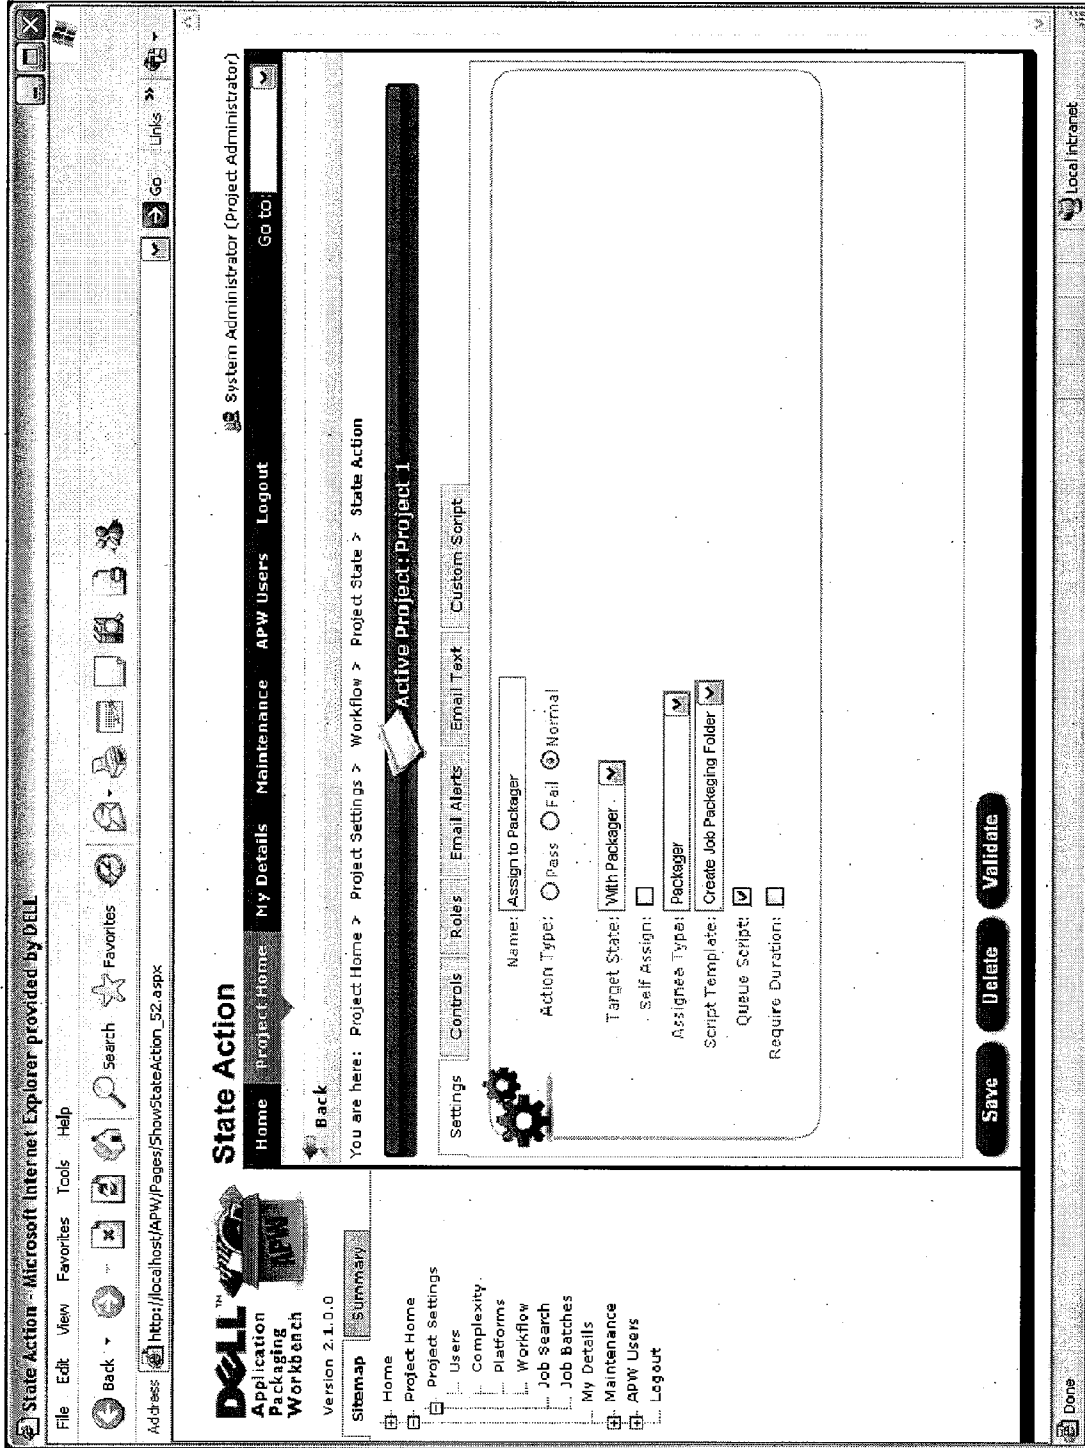 State Action - Microsoft Internet Explorer provided by DELL
File Edit View Favorites Tools Help
Back Search Favorites
Address http://localhost/APW/Pages/ShowStateAction_52.aspx Go Links »
DELL™
Application
Packaging
Workbench
APW
Version 2.1.0.0
Sitemap Summary
Home
Project Home
Project Settings
Users
Complexity
Platforms
Workflow
Job Search
Job Batches
My Details
Maintenance
APW Users
Logout
State Action
System Administrator (Project Administrator)
Home Project Home My Details Maintenance APW Users Logout Go to:
Back
You are here: Project Home > Project Settings > Workflow > Project State > State Action
Active Project: Project 1
Settings Controls Roles Email Alerts Email Text Custom Script
Name: Assign to Packager
Action Type: Pass Fail Normal
Target State: With Packager
Self Assign:
Assignee Type: Packager
Script Template: Create Job Packaging Folder
Queue Script:
Require Duration:
Save Delete Validate
Done Local intranet